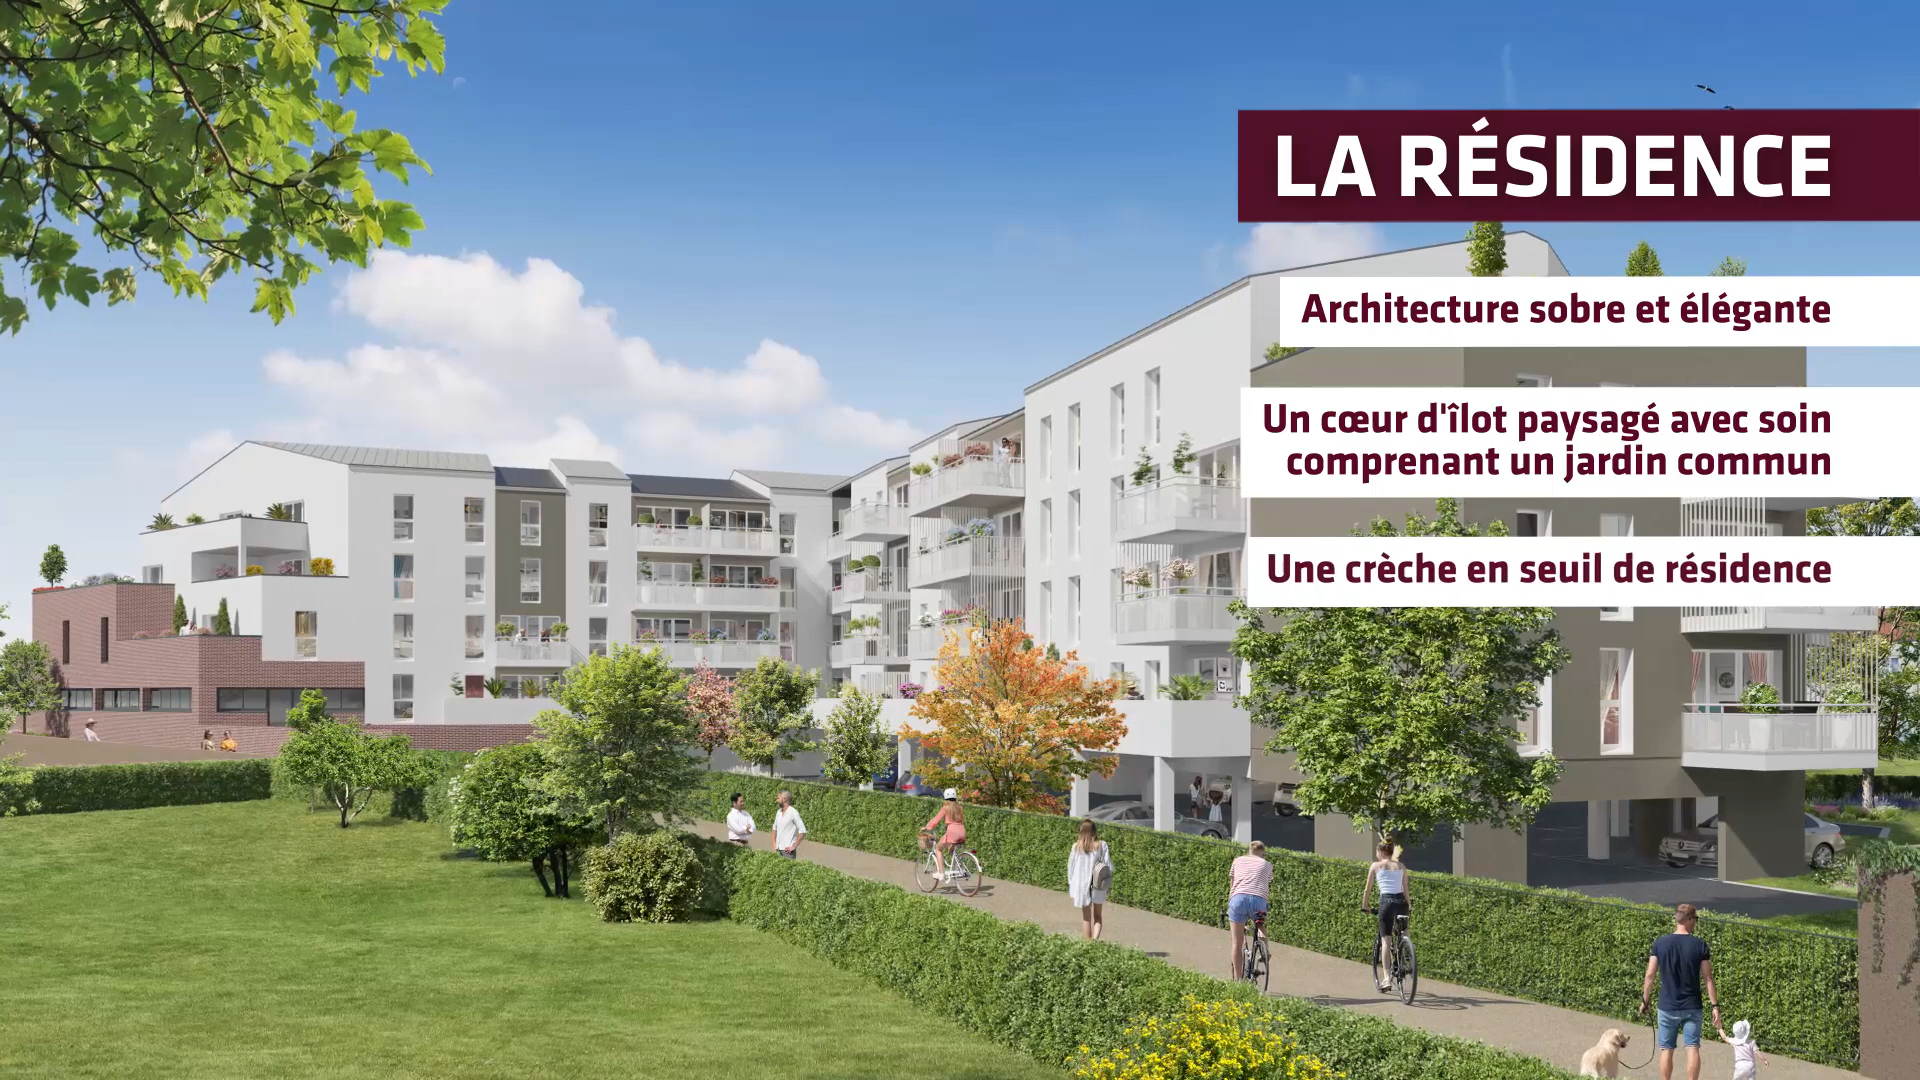 LA RÉSIDENCE
Architecture sobre et élégante
Un cœur d'îlot paysagé avec soin
comprenant un jardin commun
Une crèche en seuil de résidence